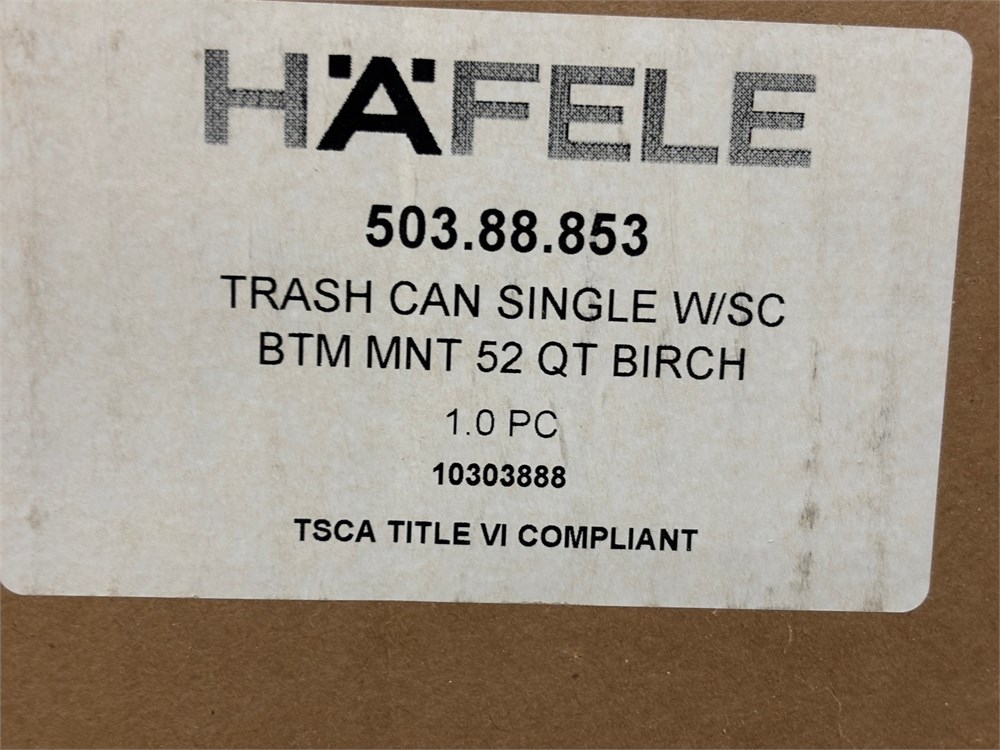 HÄFELE
503.88.853
TRASH CAN SINGLE W/SC
BTM MNT 52 QT BIRCH
1.0 PC
10303888
TSCA TITLE VI COMPLIANT